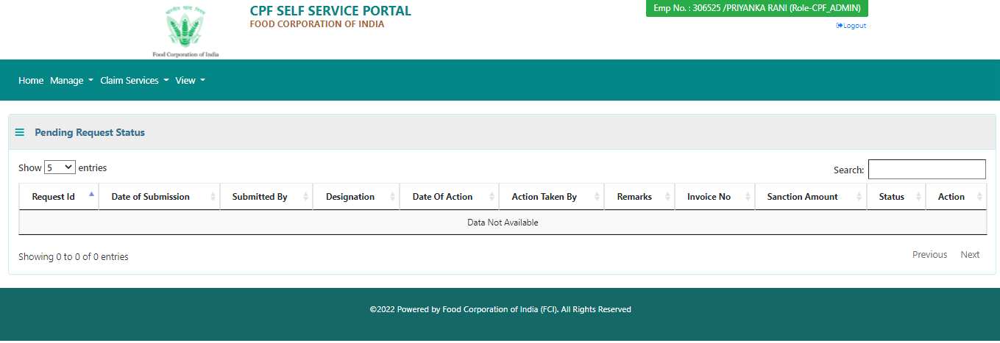 CPF SELF SERVICE PORTAL
FOOD CORPORATION OF INDIA
Emp No. : 306525 /PRIYANKA RANI (Role-CPF_ADMIN)
Logout
Food Corporation of India
Home Manage Claim Services View
Pending Request Status
Show 5 entries
Search:
Request Id Date of Submission Submitted By Designation Date Of Action Action Taken By Remarks Invoice No Sanction Amount Status Action
Data Not Available
Showing 0 to 0 of 0 entries
Previous Next
©2022 Powered by Food Corporation of India (FCI). All Rights Reserved